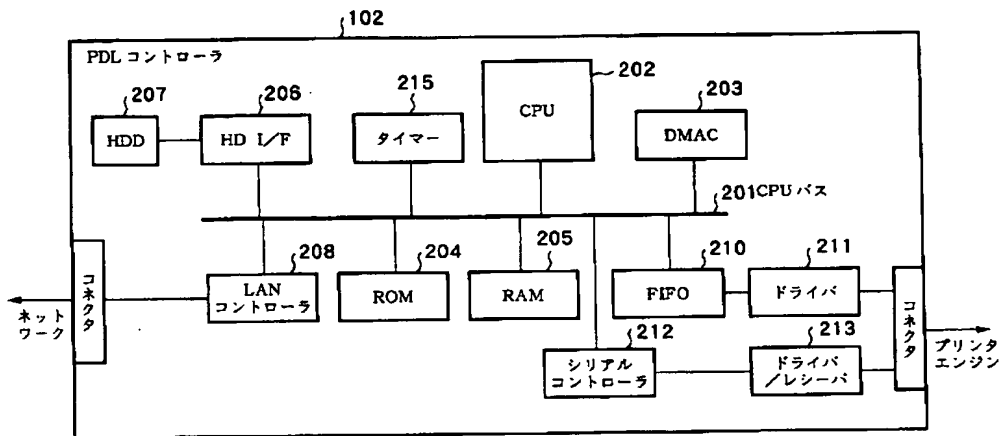 102
PDL コントローラ
207
206
215
202
203
HDD
HD I/F
タイマー
CPU
DMAC
201 CPUバス
208
204
205
210
211
LAN
コントローラ
ROM
RAM
FIFO
ドライバ
コネクタ
コネクタ
ネット
ワーク
212
213
シリアル
コントローラ
ドライバ
/レシーバ
プリンタ
エンジン